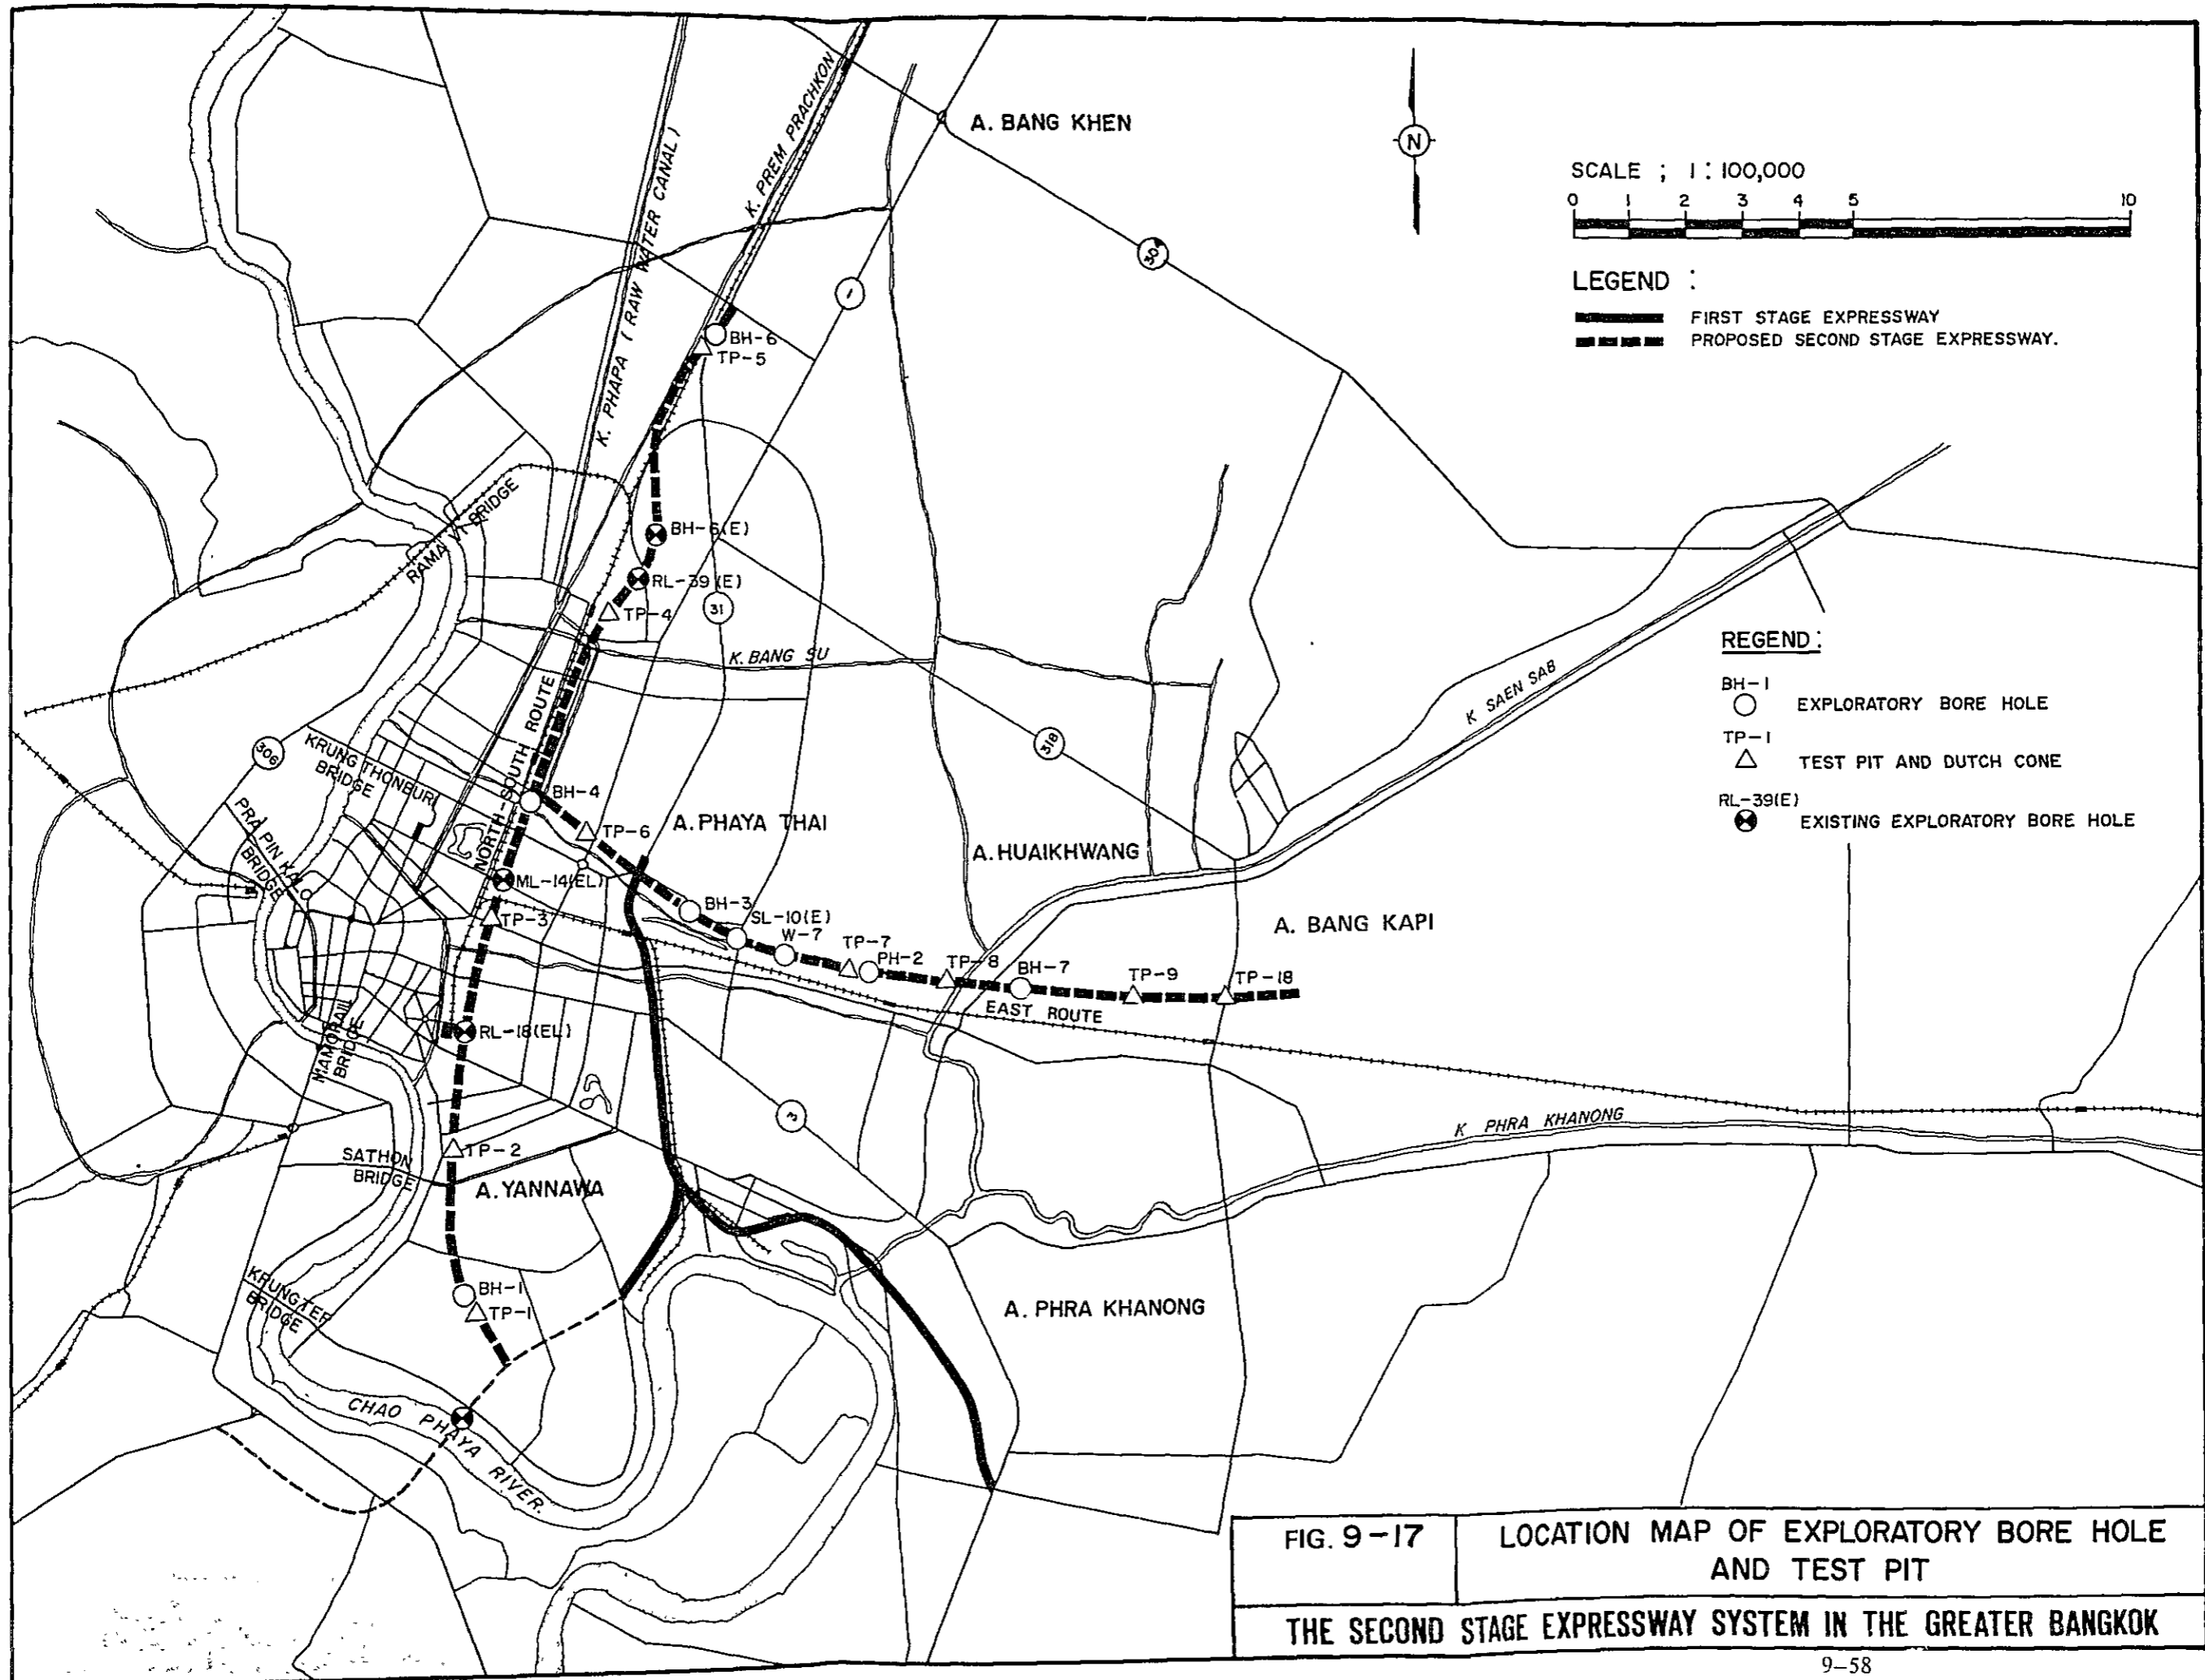 A. BANG KHEN
K. PREM PRACHKON
K. PHAPA ( RAW WATER CANAL )
N
SCALE ; 1 : 100,000
0 1 2 3 4 5 10
LEGEND :
FIRST STAGE EXPRESSWAY
PROPOSED SECOND STAGE EXPRESSWAY.
304
1
BH-6
TP-5
RAMA VI BRIDGE
BH-6(E)
RL-39(E)
TP-4
31
K. BANG SU
K SAEN SAB
REGEND :
BH-1
EXPLORATORY BORE HOLE
TP-1
TEST PIT AND DUTCH CONE
RL-39(E)
EXISTING EXPLORATORY BORE HOLE
306
KRUNG THONBURI
BRIDGE
NORTH-SOUTH ROUTE
318
BH-4
TP-6
A. PHAYA THAI
A. HUAIKHWANG
PRA PIN KLAO
BRIDGE
ML-14(EL)
TP-3
BH-3
SL-10(E)
W-7
TP-7
PH-2
TP-8
BH-7
TP-9
TP-18
A. BANG KAPI
EAST ROUTE
MAMORAIL
BRIDGE
RL-18(EL)
3
K PHRA KHANONG
TP-2
SATHON
BRIDGE
A. YANNAWA
KRUNGTER
BRIDGE
BH-1
TP-1
A. PHRA KHANONG
CHAO PHAYA RIVER.
FIG. 9-17
LOCATION MAP OF EXPLORATORY BORE HOLE
AND TEST PIT
THE SECOND STAGE EXPRESSWAY SYSTEM IN THE GREATER BANGKOK
9-58